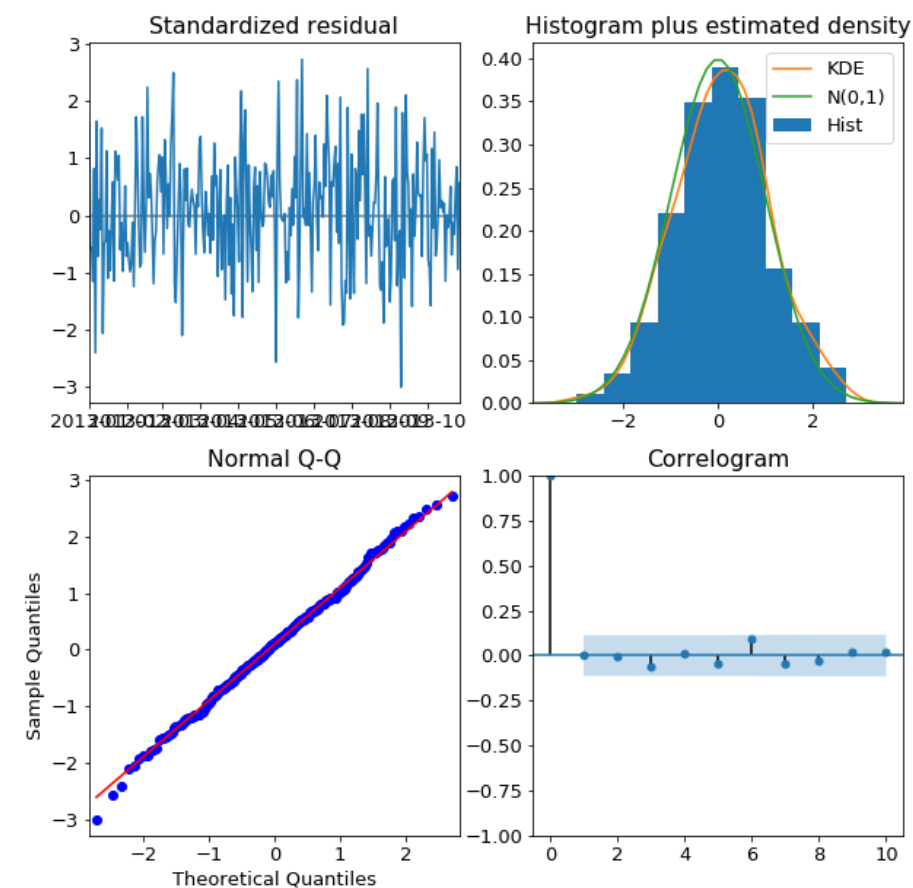 Standardized residual
3
2
1
0
−1
−2
−3
Histogram plus estimated density
0.40
0.35
0.30
0.25
0.20
0.15
0.10
0.05
0.00
−2 0 2
KDE
N(0,1)
Hist
Normal Q-Q
Sample Quantiles
3
2
1
0
−1
−2
−3
−2 −1 0 1 2
Theoretical Quantiles
Correlogram
1.00
0.75
0.50
0.25
0.00
−0.25
−0.50
−0.75
−1.00
0 2 4 6 8 10